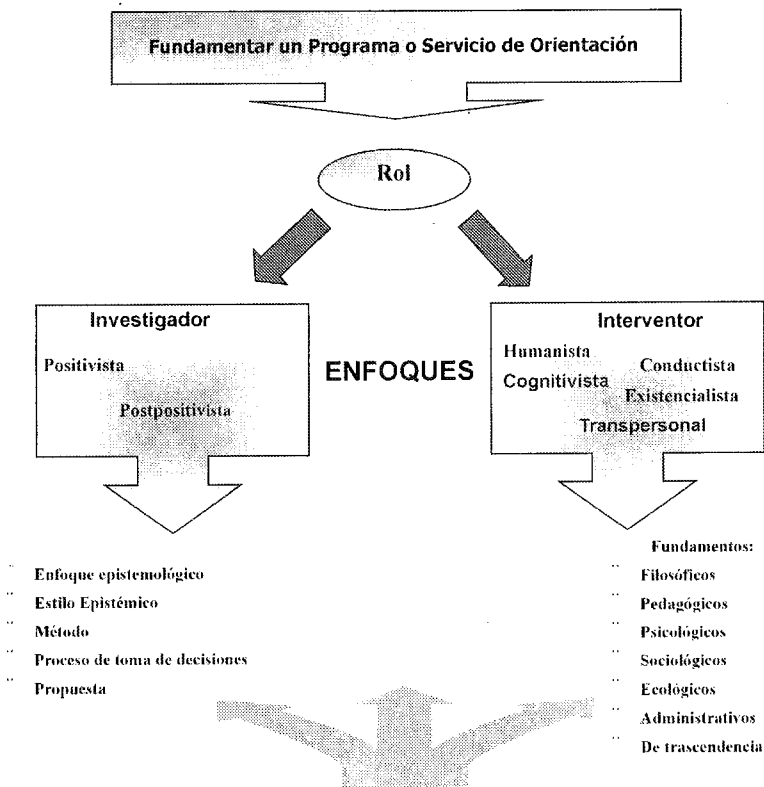 Fundamentar un Programa o Servicio de Orientación
Rol
Investigador
Positivista
Postpositivista
ENFOQUES
Interventor
Humanista
Conductista
Cognitivista
Existencialista
Transpersonal
Enfoque epistemológico
Estilo Epistémico
Método
Proceso de toma de decisiones
Propuesta
Fundamentos:
Filosóficos
Pedagógicos
Psicológicos
Sociológicos
Ecológicos
Administrativos
De trascendencia